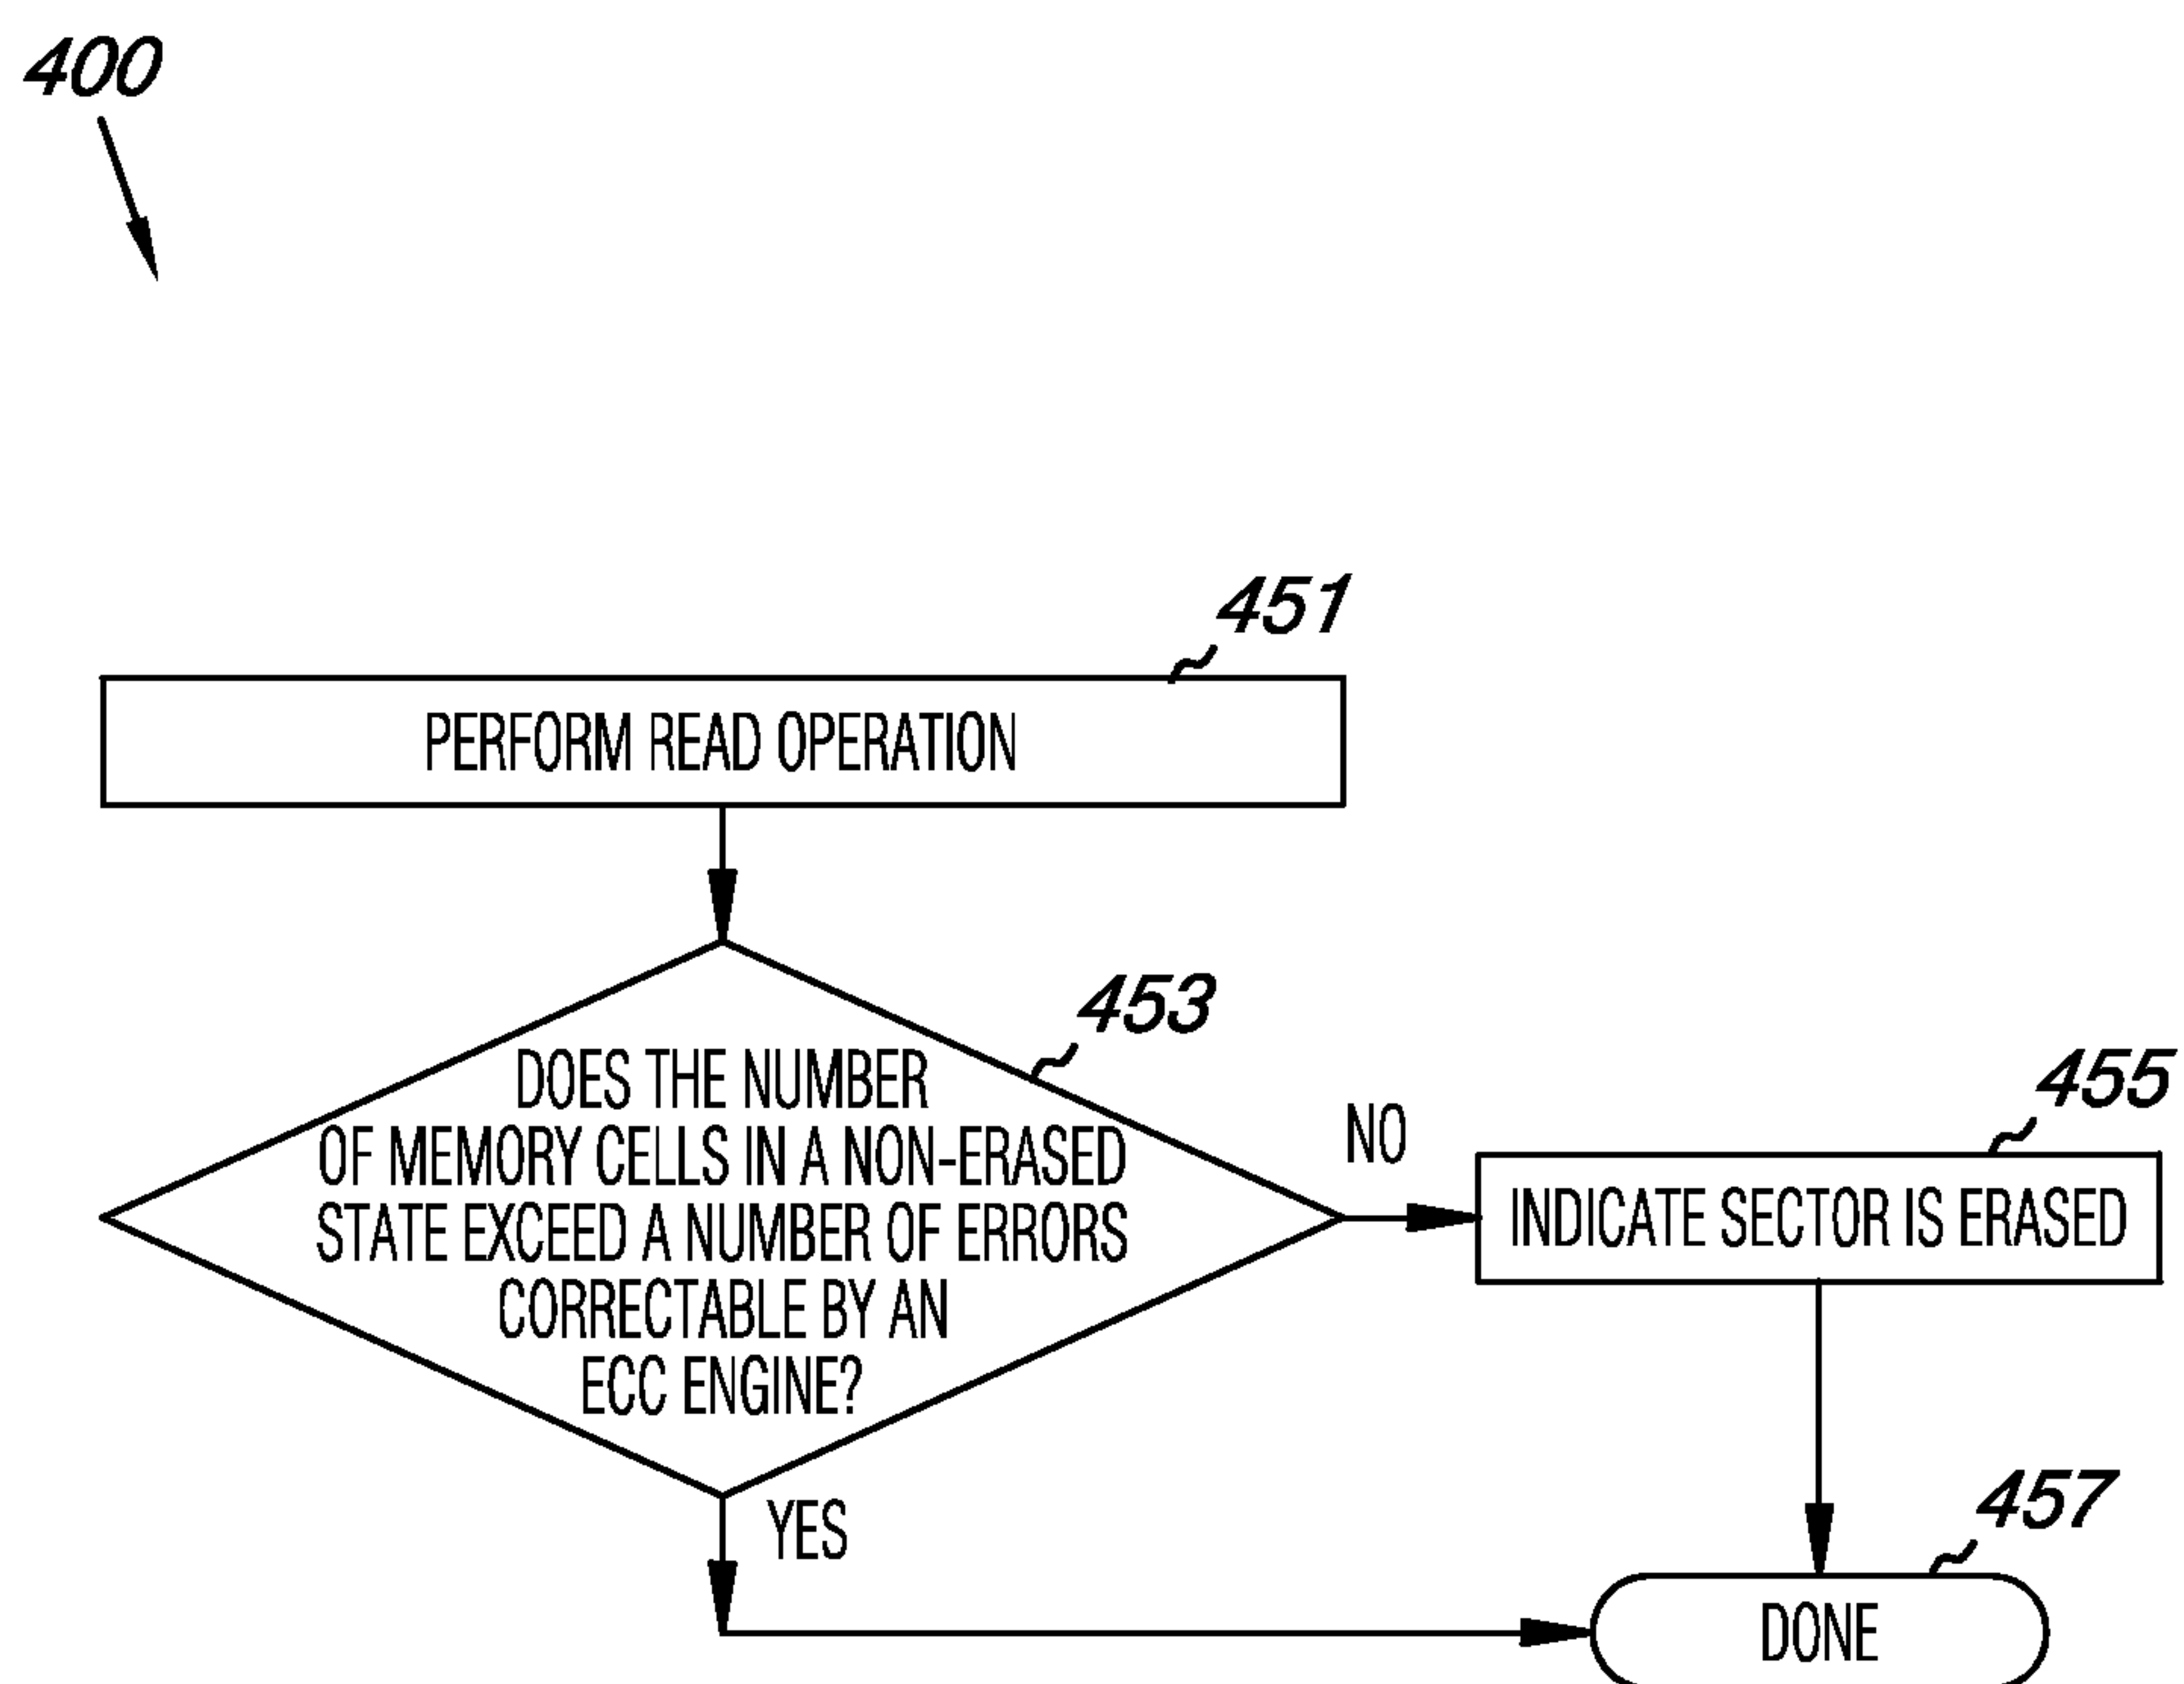 400
451
PERFORM READ OPERATION
453
DOES THE NUMBER
OF MEMORY CELLS IN A NON-ERASED
STATE EXCEED A NUMBER OF ERRORS
CORRECTABLE BY AN
ECC ENGINE?
NO
455
INDICATE SECTOR IS ERASED
YES
457
DONE